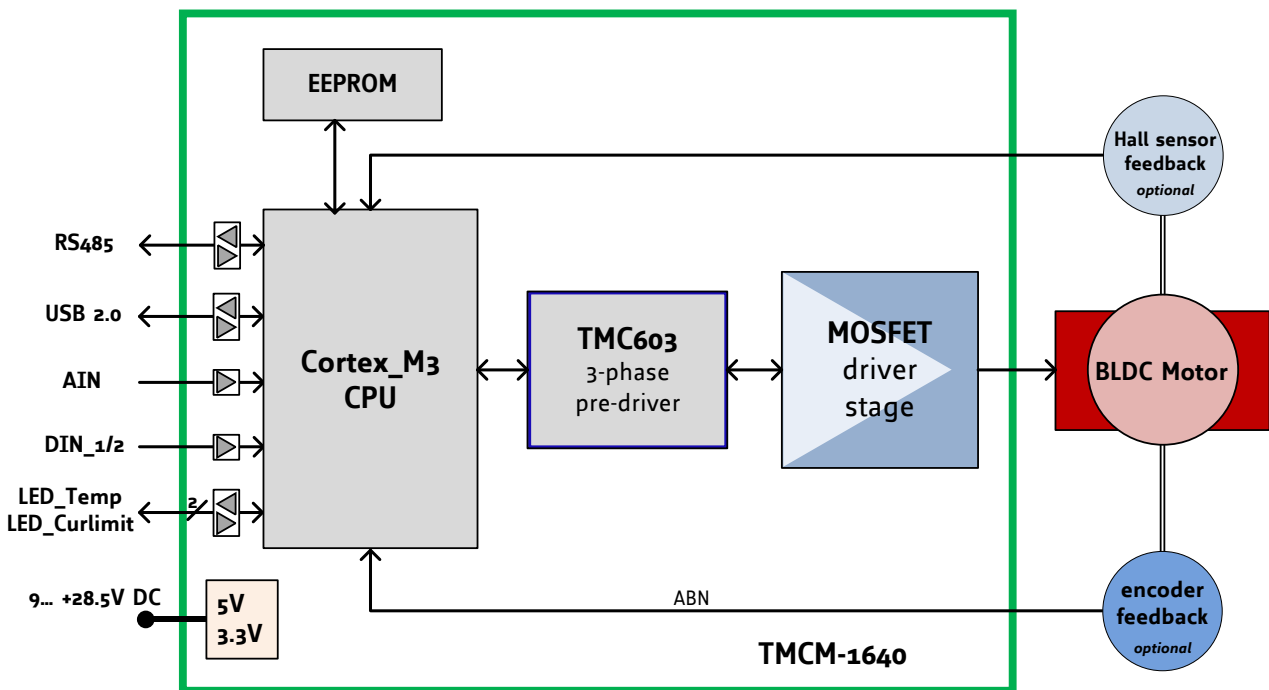 EEPROM
Hall sensor
feedback
optional
RS485
USB 2.0
AIN
DIN_1/2
LED_Temp
LED_Curlimit
2
9... +28.5V DC
5V
3.3V
Cortex_M3
CPU
TMC603
3-phase
pre-driver
MOSFET
driver
stage
BLDC Motor
ABN
encoder
feedback
optional
TMCM-1640